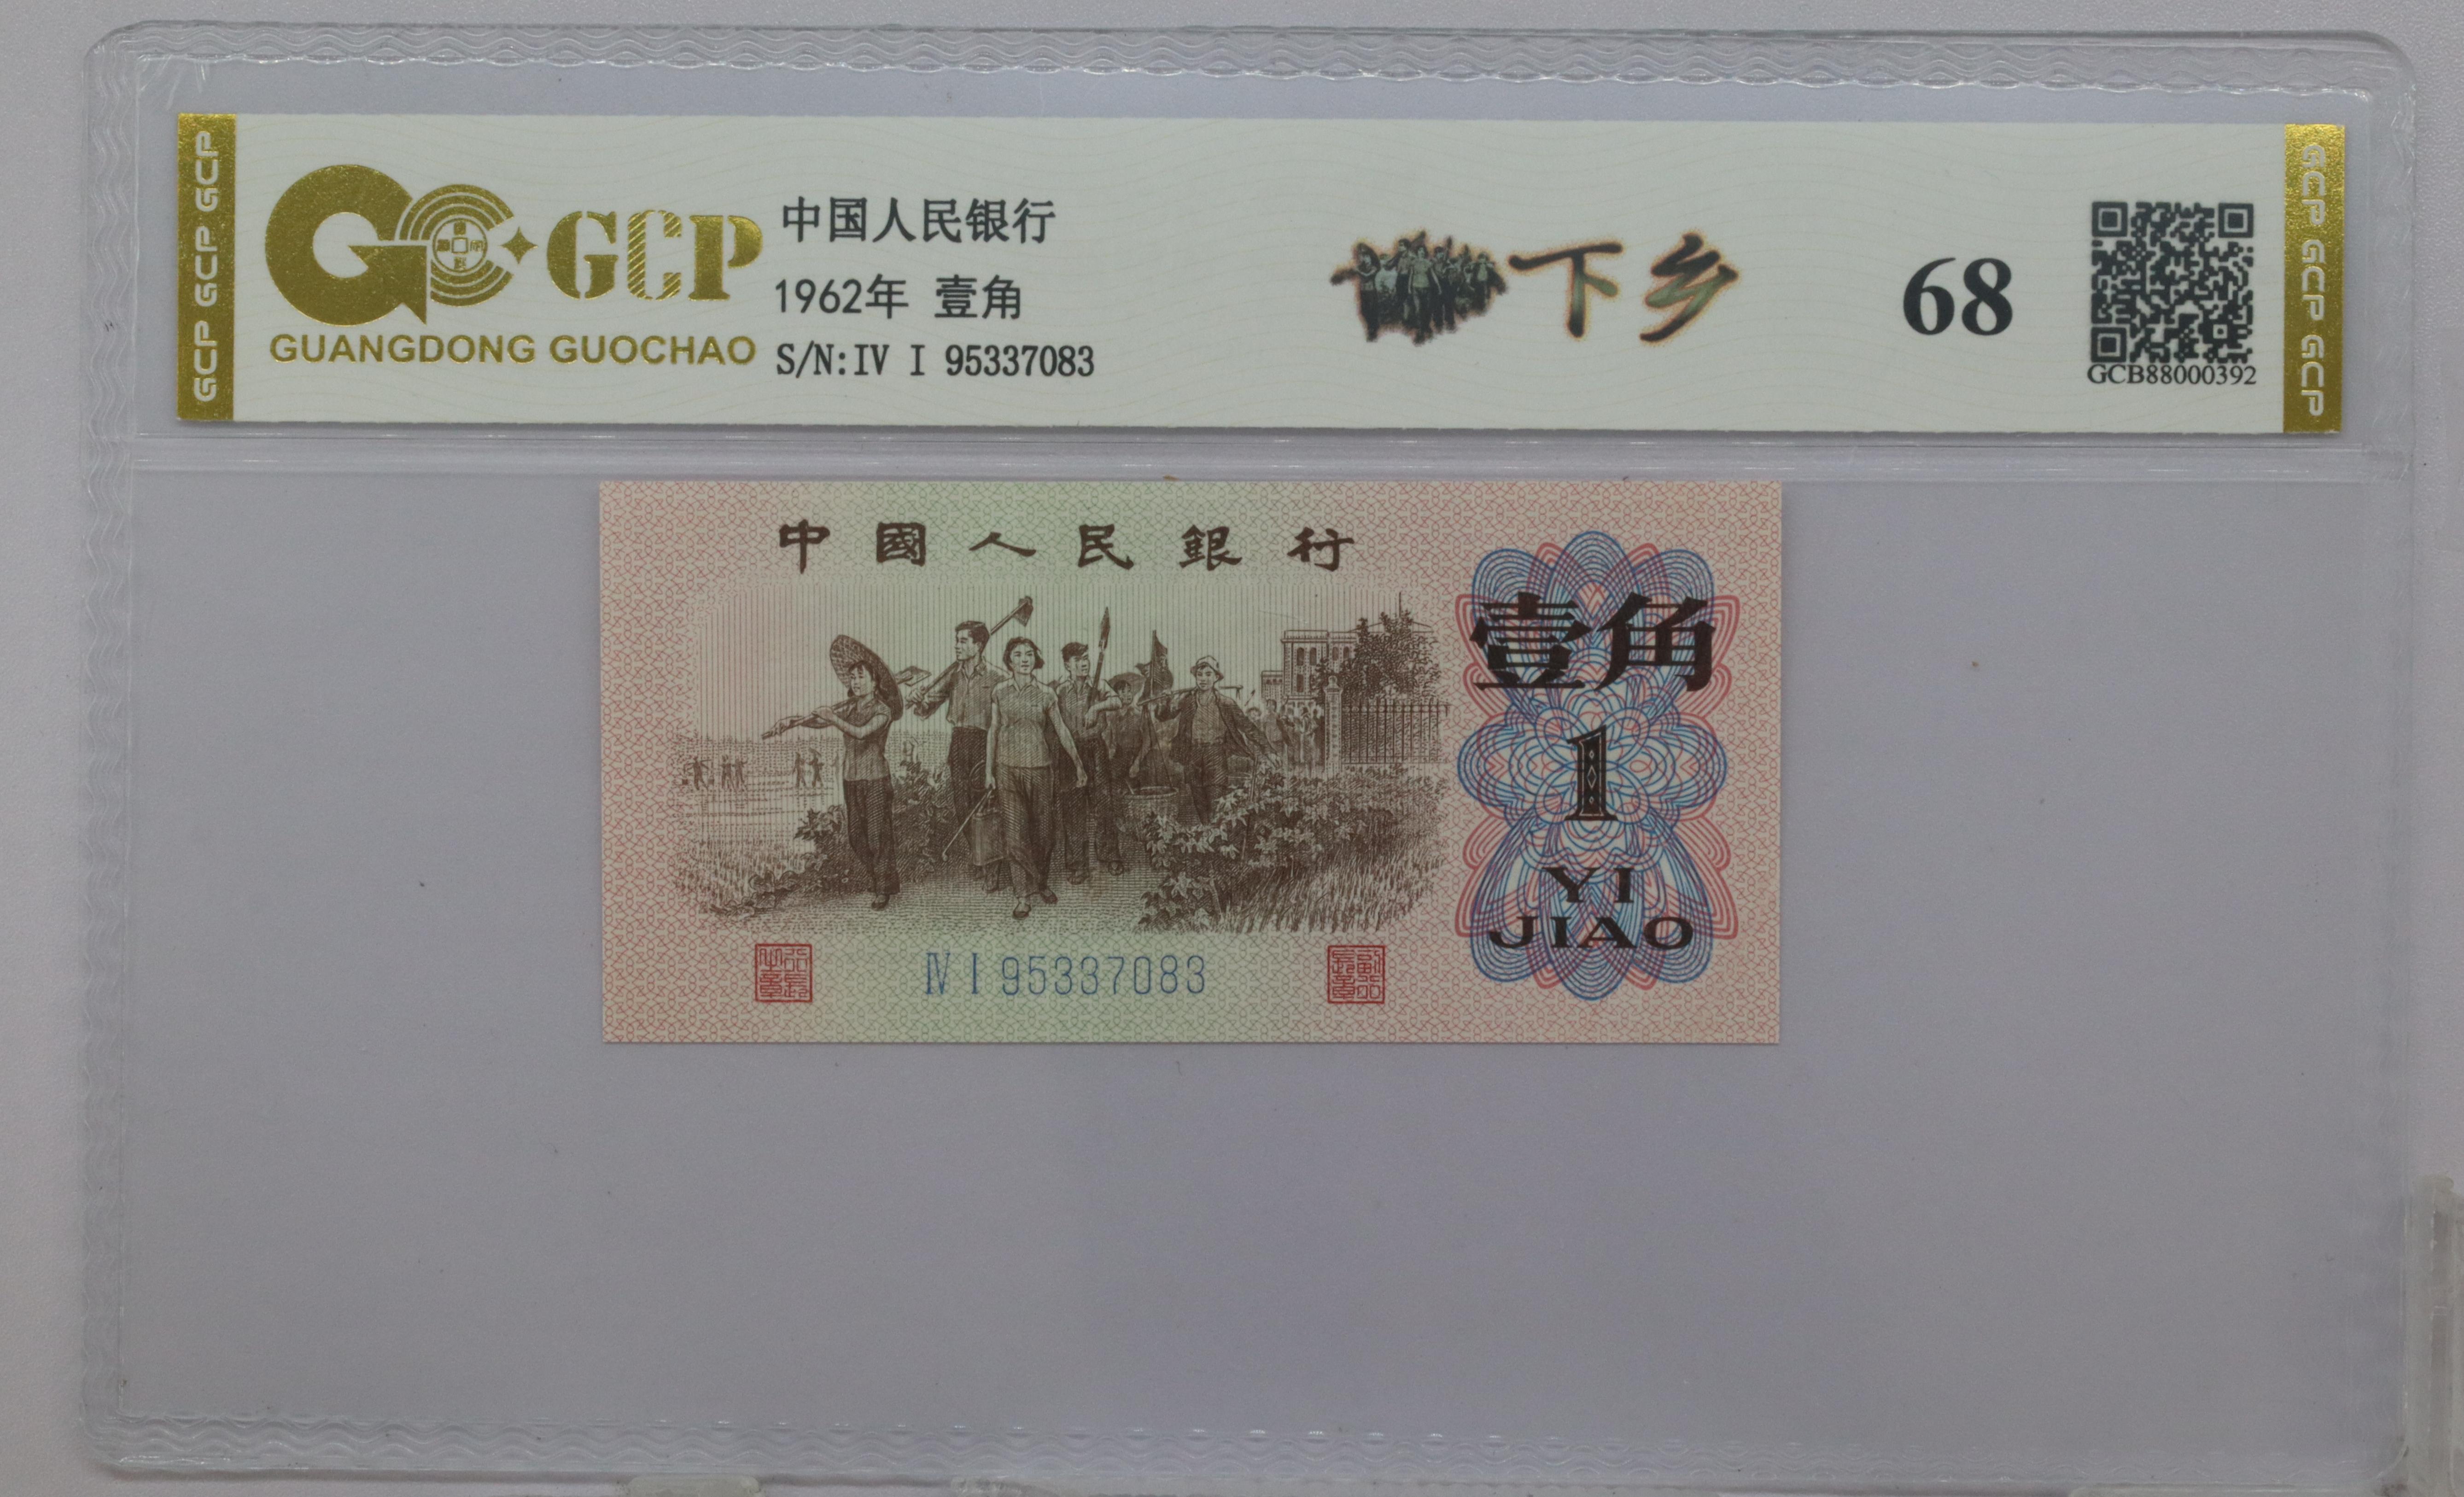 GCP GCP GCP
GCP
GUANGDONG GUOCHAO
中国人民银行
1962年 壹角
S/N:IV I 95337083
下乡
68
GCB88000392
GCP GCP GCP
中國人民銀行
壹角
1
YI
JIAO
IV I 95337083